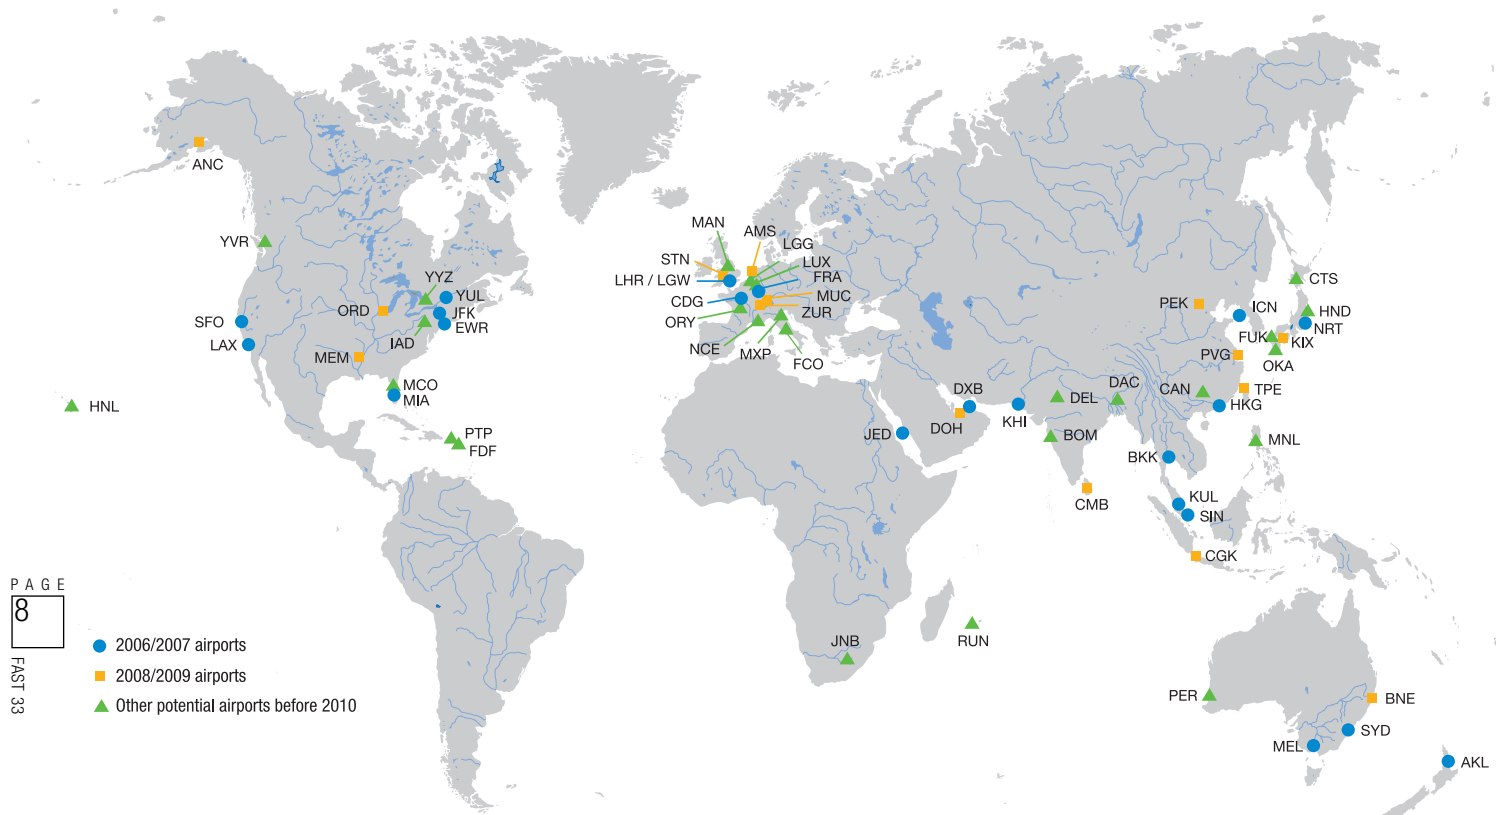 ANC
YVR
YYZ
YUL
ORD
JFK
SFO
EWR
IAD
LAX
MEM
MCO
MIA
HNL
PTP
FDF
MAN
AMS
LGG
STN
LUX
LHR / LGW
FRA
CDG
MUC
ORY
ZUR
NCE
MXP
FCO
CTS
PEK
ICN
HND
NRT
FUK
KIX
PVG
OKA
DXB
DAC
CAN
TPE
DEL
HKG
DOH
KHI
JED
BOM
MNL
BKK
CMB
KUL
SIN
CGK
JNB
RUN
PER
BNE
SYD
MEL
AKL
PAGE
8
FAST 33
2006/2007 airports
2008/2009 airports
Other potential airports before 2010